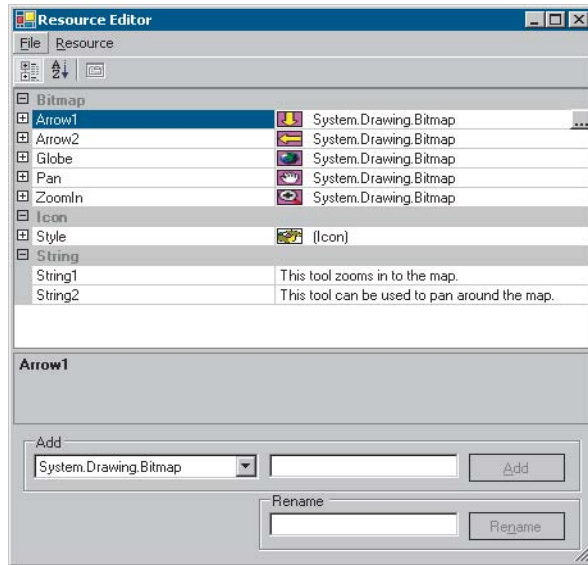 Resource Editor
File Resource
Bitmap
Arrow1 System.Drawing.Bitmap ...
Arrow2 System.Drawing.Bitmap
Globe System.Drawing.Bitmap
Pan System.Drawing.Bitmap
ZoomIn System.Drawing.Bitmap
Icon
Style (Icon)
String
String1 This tool zooms in to the map.
String2 This tool can be used to pan around the map.
Arrow1
Add
System.Drawing.Bitmap Add
Rename
Rename